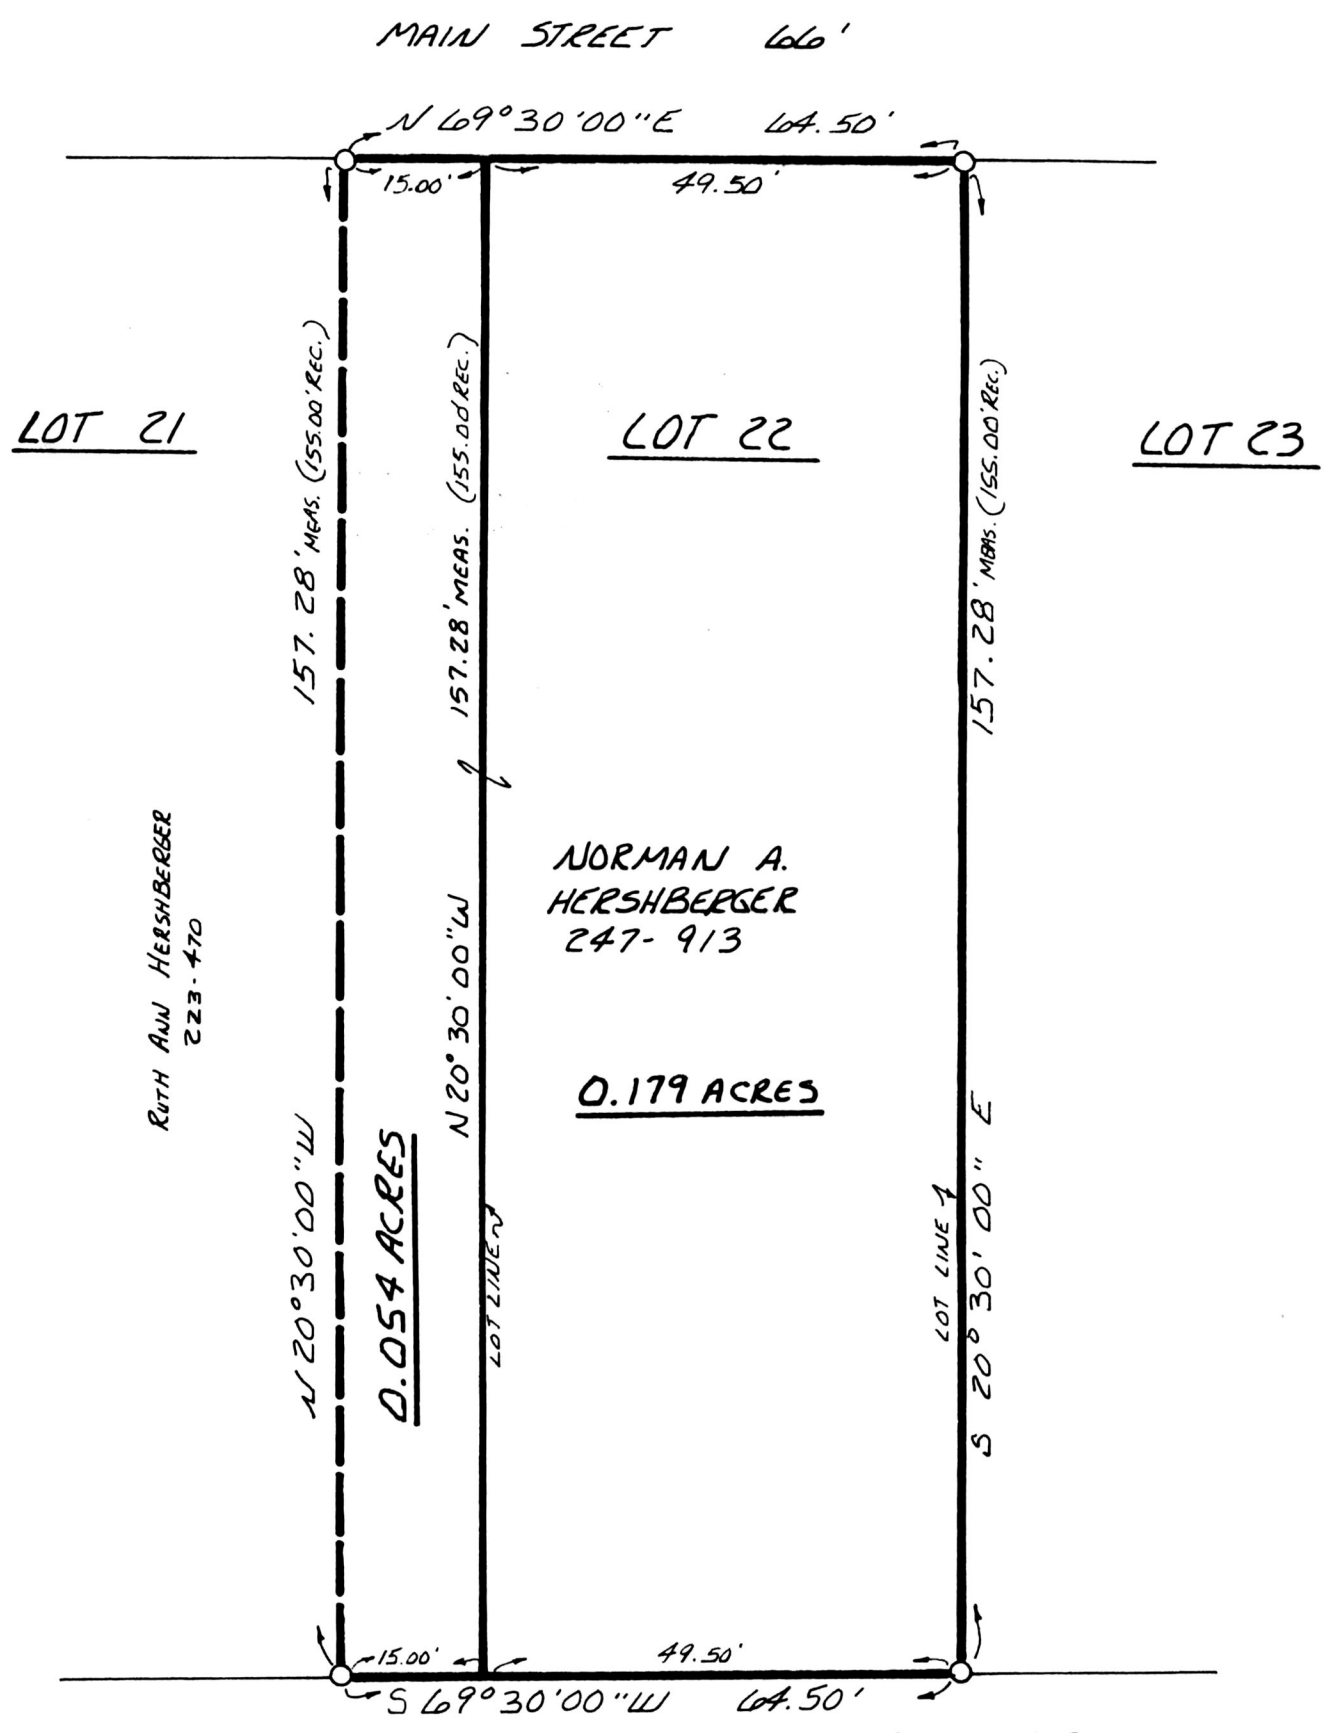 MAIN STREET 66'
N 69°30'00"E 64.50'
15.00'
49.50'
157.28' MEAS. (155.00' REC.)
157.28' MEAS. (155.00' REC.)
157.28' MEAS. (155.00' REC.)
LOT 21
LOT 22
LOT 23
RUTH ANN HERSHBERGER
223-470
NORMAN A.
HERSHBERGER
247-913
N 20°30'00"W
N 20°30'00"W
0.179 ACRES
0.054 ACRES
LOT LINE
LOT LINE
S 20°30'00" E
15.00'
49.50'
S 69°30'00"W 64.50'